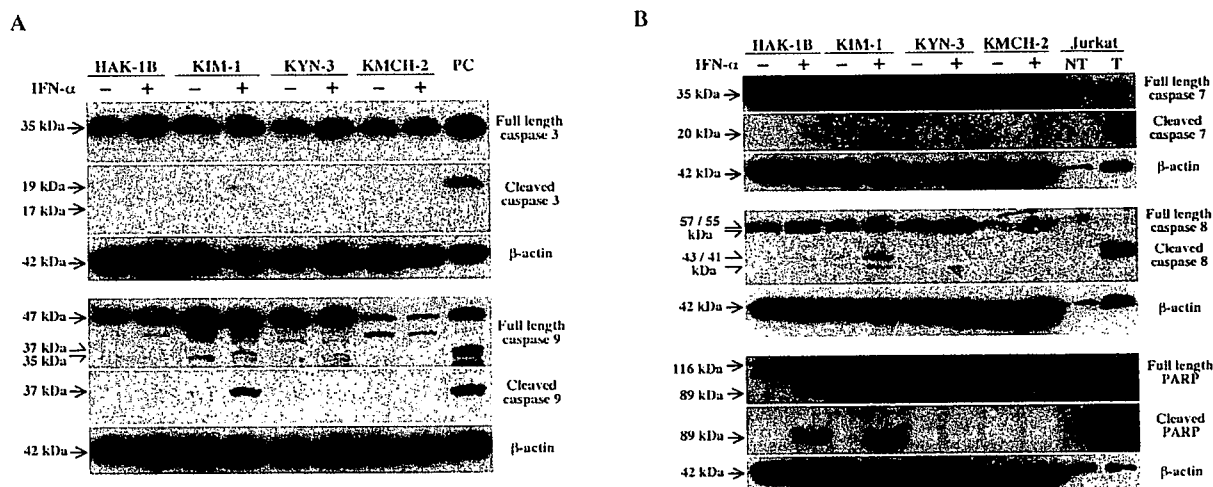 A
HAK-1B KIM-1 KYN-3 KMCH-2 PC
IFN-α − + − + − + − +
35 kDa→ Full length caspase 3
19 kDa→
17 kDa→ Cleaved caspase 3
42 kDa→ β-actin
47 kDa→
37 kDa→
35 kDa→ Full length caspase 9
37 kDa→ Cleaved caspase 9
42 kDa→ β-actin
B
HAK-1B KIM-1 KYN-3 KMCH-2 Jurkat
IFN-α − + − + − + − + NT T
35 kDa→ Full length caspase 7
20 kDa→ Cleaved caspase 7
42 kDa→ β-actin
57 / 55 kDa→ Full length caspase 8
43 / 41 kDa→ Cleaved caspase 8
42 kDa→ β-actin
116 kDa→ Full length PARP
89 kDa→
89 kDa→ Cleaved PARP
42 kDa→ β-actin